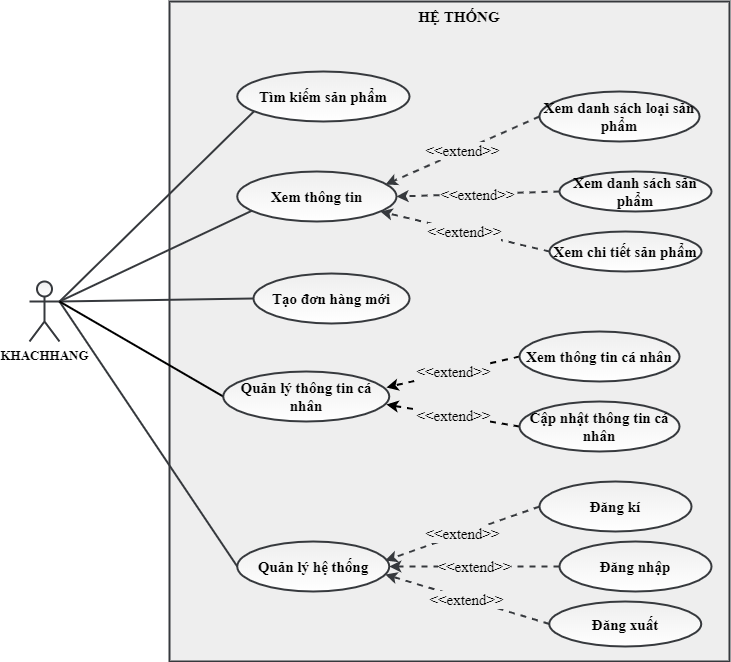 HỆ THỐNG
Tìm kiếm sản phẩm
Xem danh sách loại sản
phẩm
<<extend>>
Xem thông tin
<<extend>>
Xem danh sách sản
phẩm
<<extend>>
Xem chi tiết sản phẩm
Tạo đơn hàng mới
KHACHHANG
Xem thông tin cá nhân
<<extend>>
Quản lý thông tin cá
nhân
<<extend>>
Cập nhật thông tin cá
nhân
Đăng kí
<<extend>>
Quản lý hệ thống
<<extend>>
Đăng nhập
<<extend>>
Đăng xuất